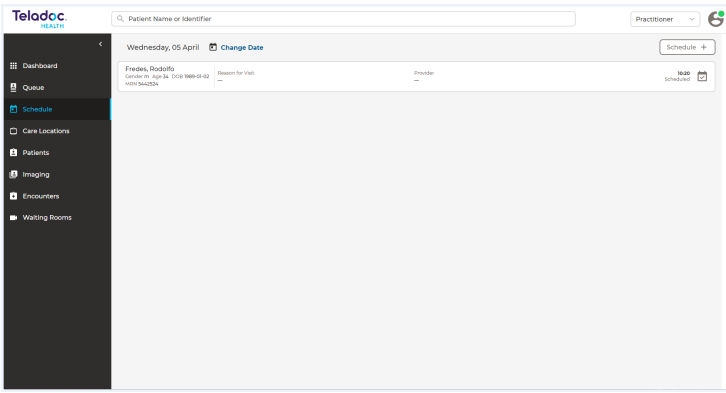 Teladoc.
HEALTH
Patient Name or Identifier
Practitioner
Wednesday, 05 April
Change Date
Schedule +
Dashboard
Queue
Schedule
Care Locations
Patients
Imaging
Encounters
Waiting Rooms
Fredes, Rodolfo
Gender m Age 34 DOB 1989-01-02
MRN 5442524
Reason for Visit
—
Provider
—
10:20
Scheduled